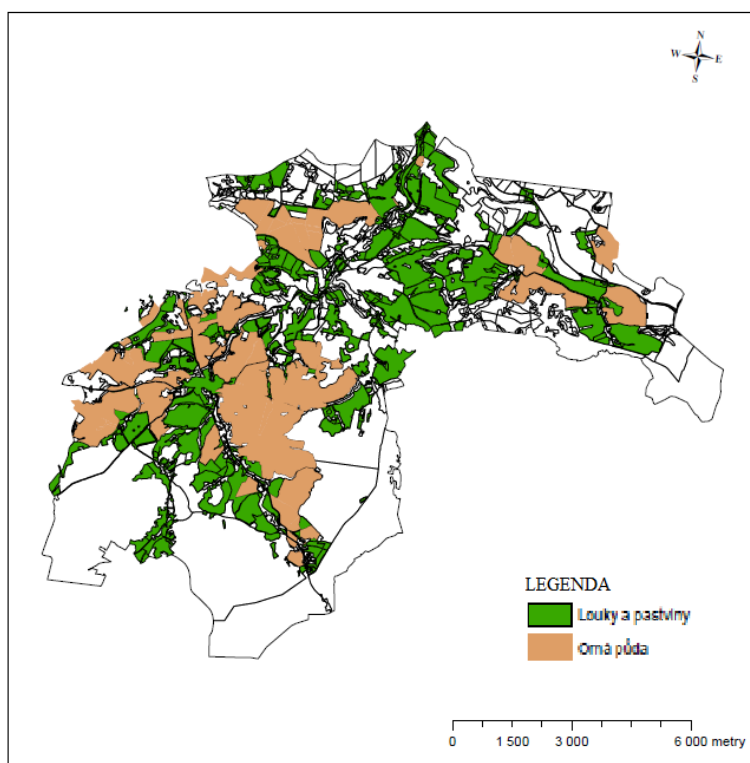 N
W E
S
LEGENDA
Louky a pastviny
Orná půda
0 1 500 3 000 6 000 metry